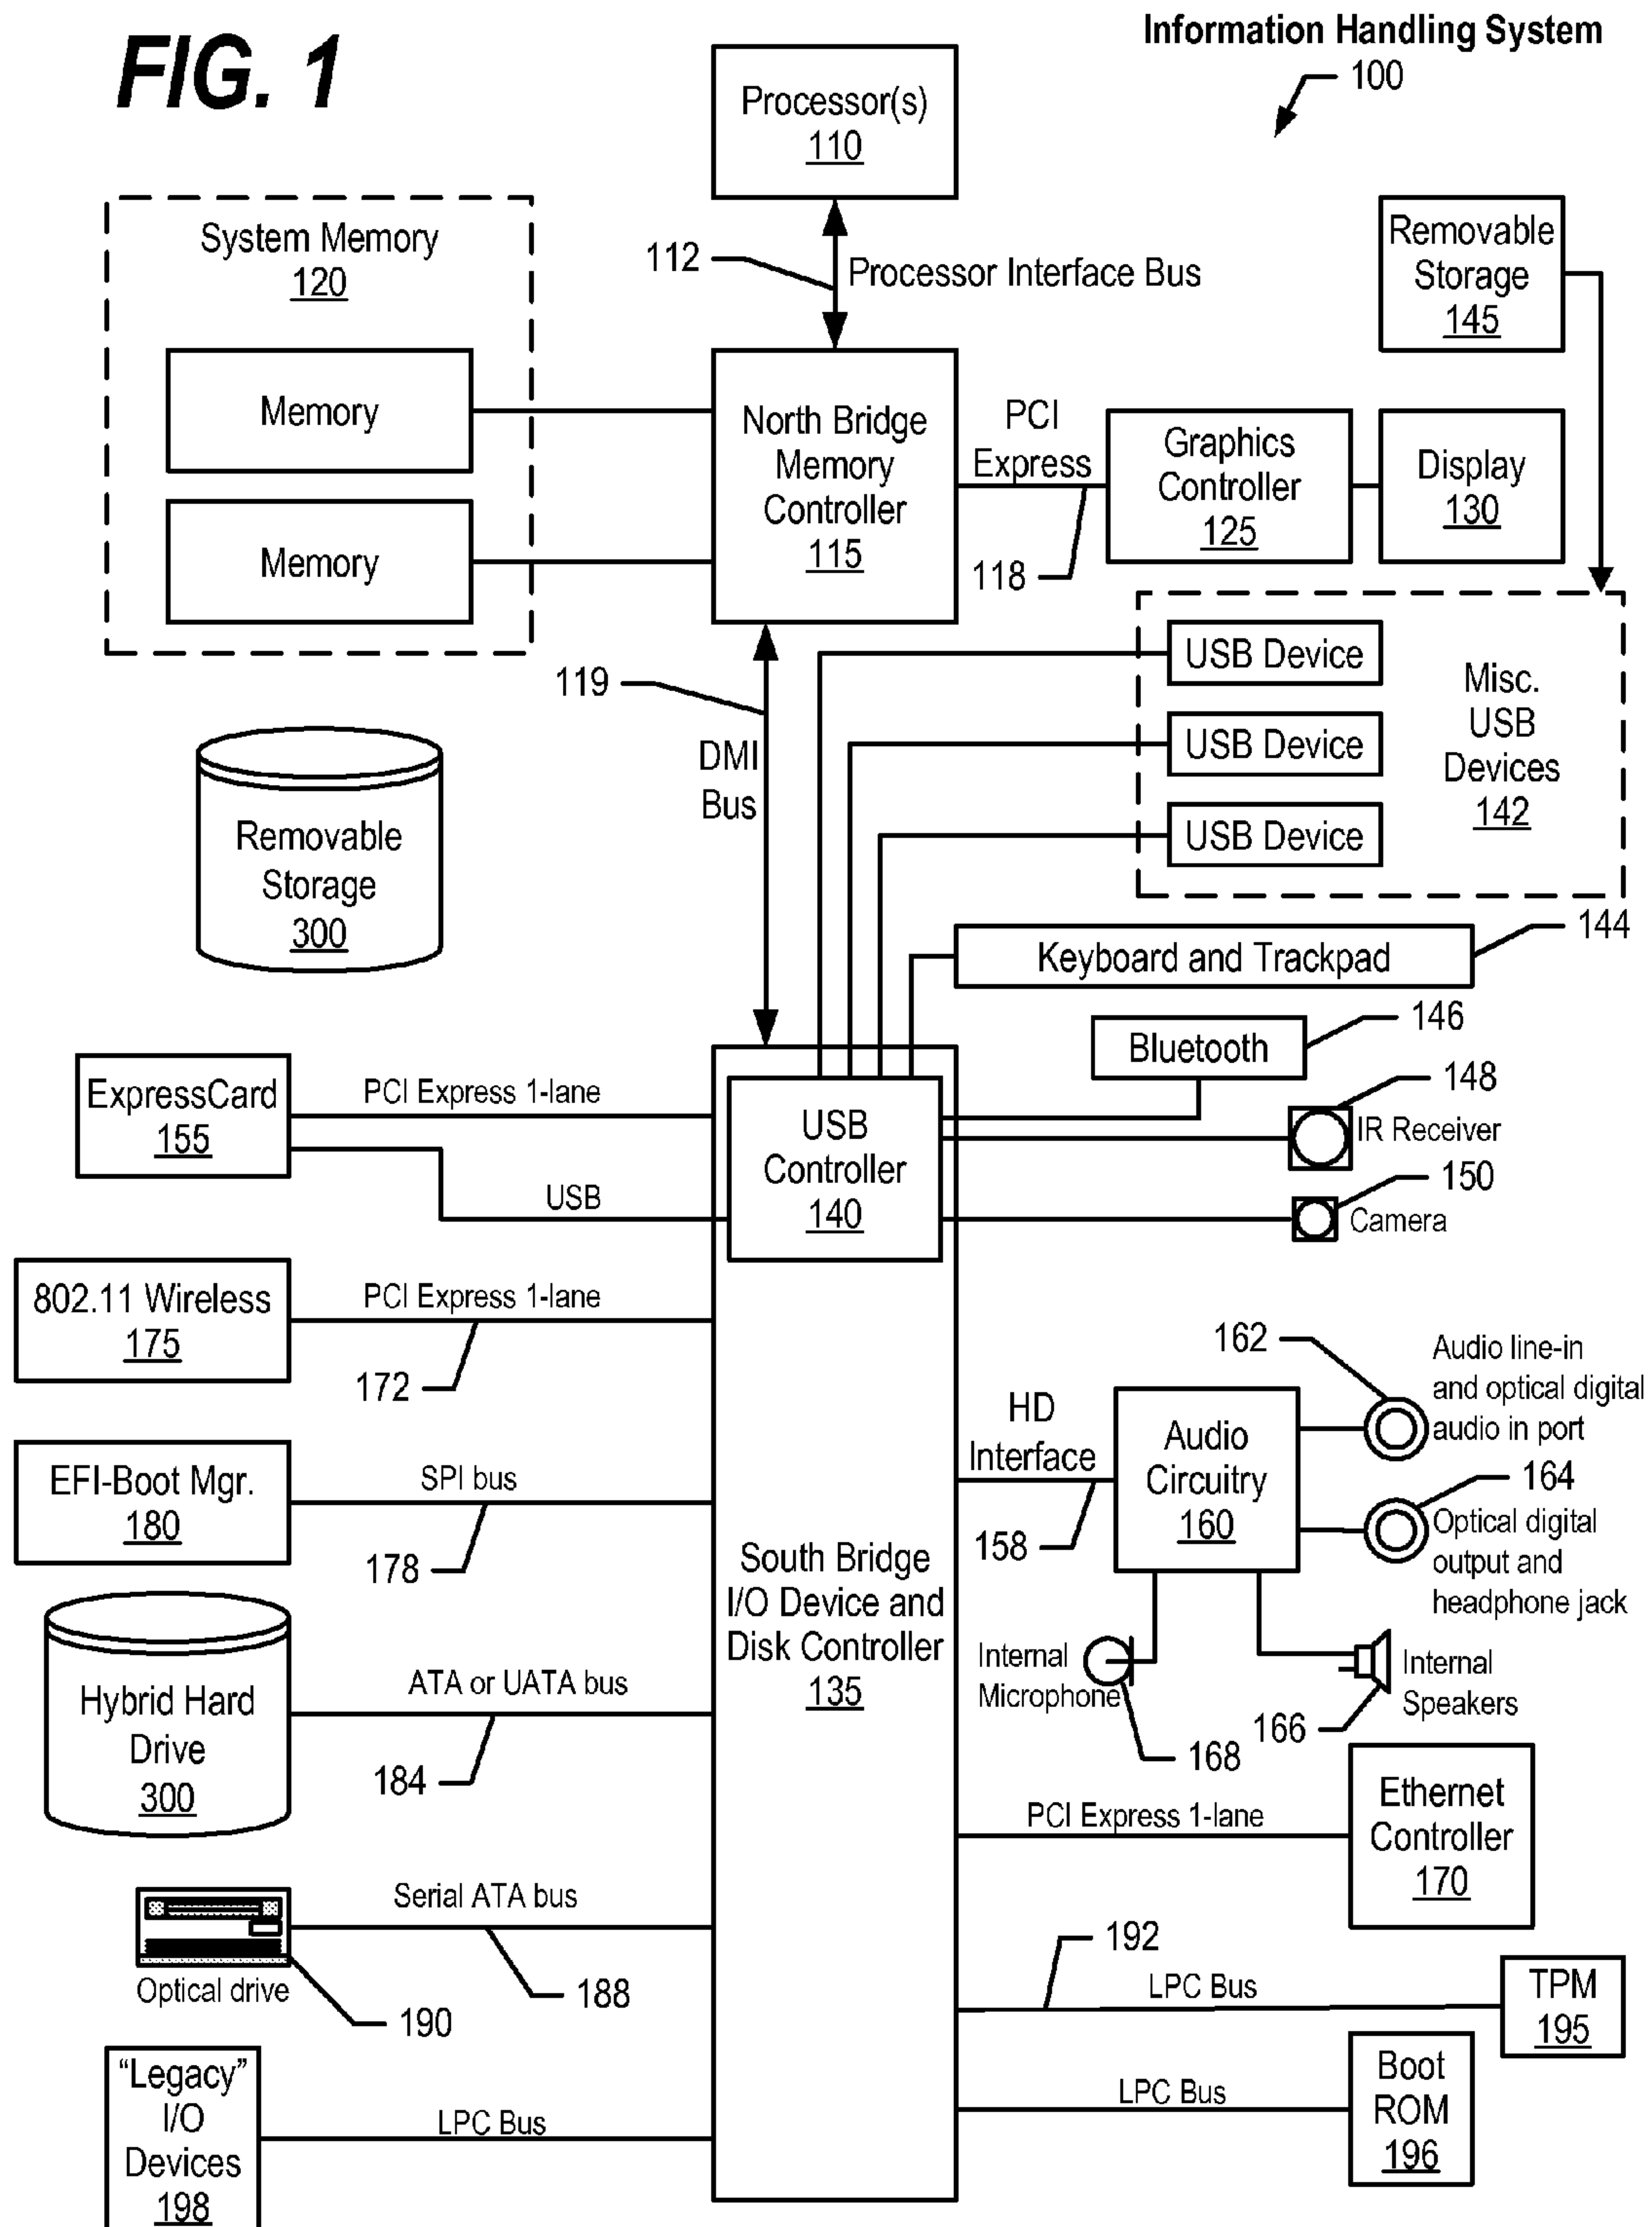 FIG. 1
Information Handling System
100
Processor(s)
110
112
Processor Interface Bus
System Memory
120
Memory
Memory
North Bridge
Memory
Controller
115
PCI
Express
118
Graphics
Controller
125
Display
130
Removable
Storage
145
USB Device
USB Device
USB Device
Misc.
USB
Devices
142
119
DMI
Bus
Removable
Storage
300
Keyboard and Trackpad
144
Bluetooth
146
148
IR Receiver
150
Camera
ExpressCard
155
PCI Express 1-lane
USB
USB
Controller
140
802.11 Wireless
175
PCI Express 1-lane
172
EFI-Boot Mgr.
180
SPI bus
178
South Bridge
I/O Device and
Disk Controller
135
HD
Interface
158
Audio
Circuitry
160
162
Audio line-in
and optical digital
audio in port
164
Optical digital
output and
headphone jack
Internal
Microphone
168
Internal
Speakers
166
Hybrid Hard
Drive
300
ATA or UATA bus
184
PCI Express 1-lane
Ethernet
Controller
170
Serial ATA bus
188
Optical drive
190
192
LPC Bus
TPM
195
LPC Bus
Boot
ROM
196
“Legacy”
I/O
Devices
198
LPC Bus